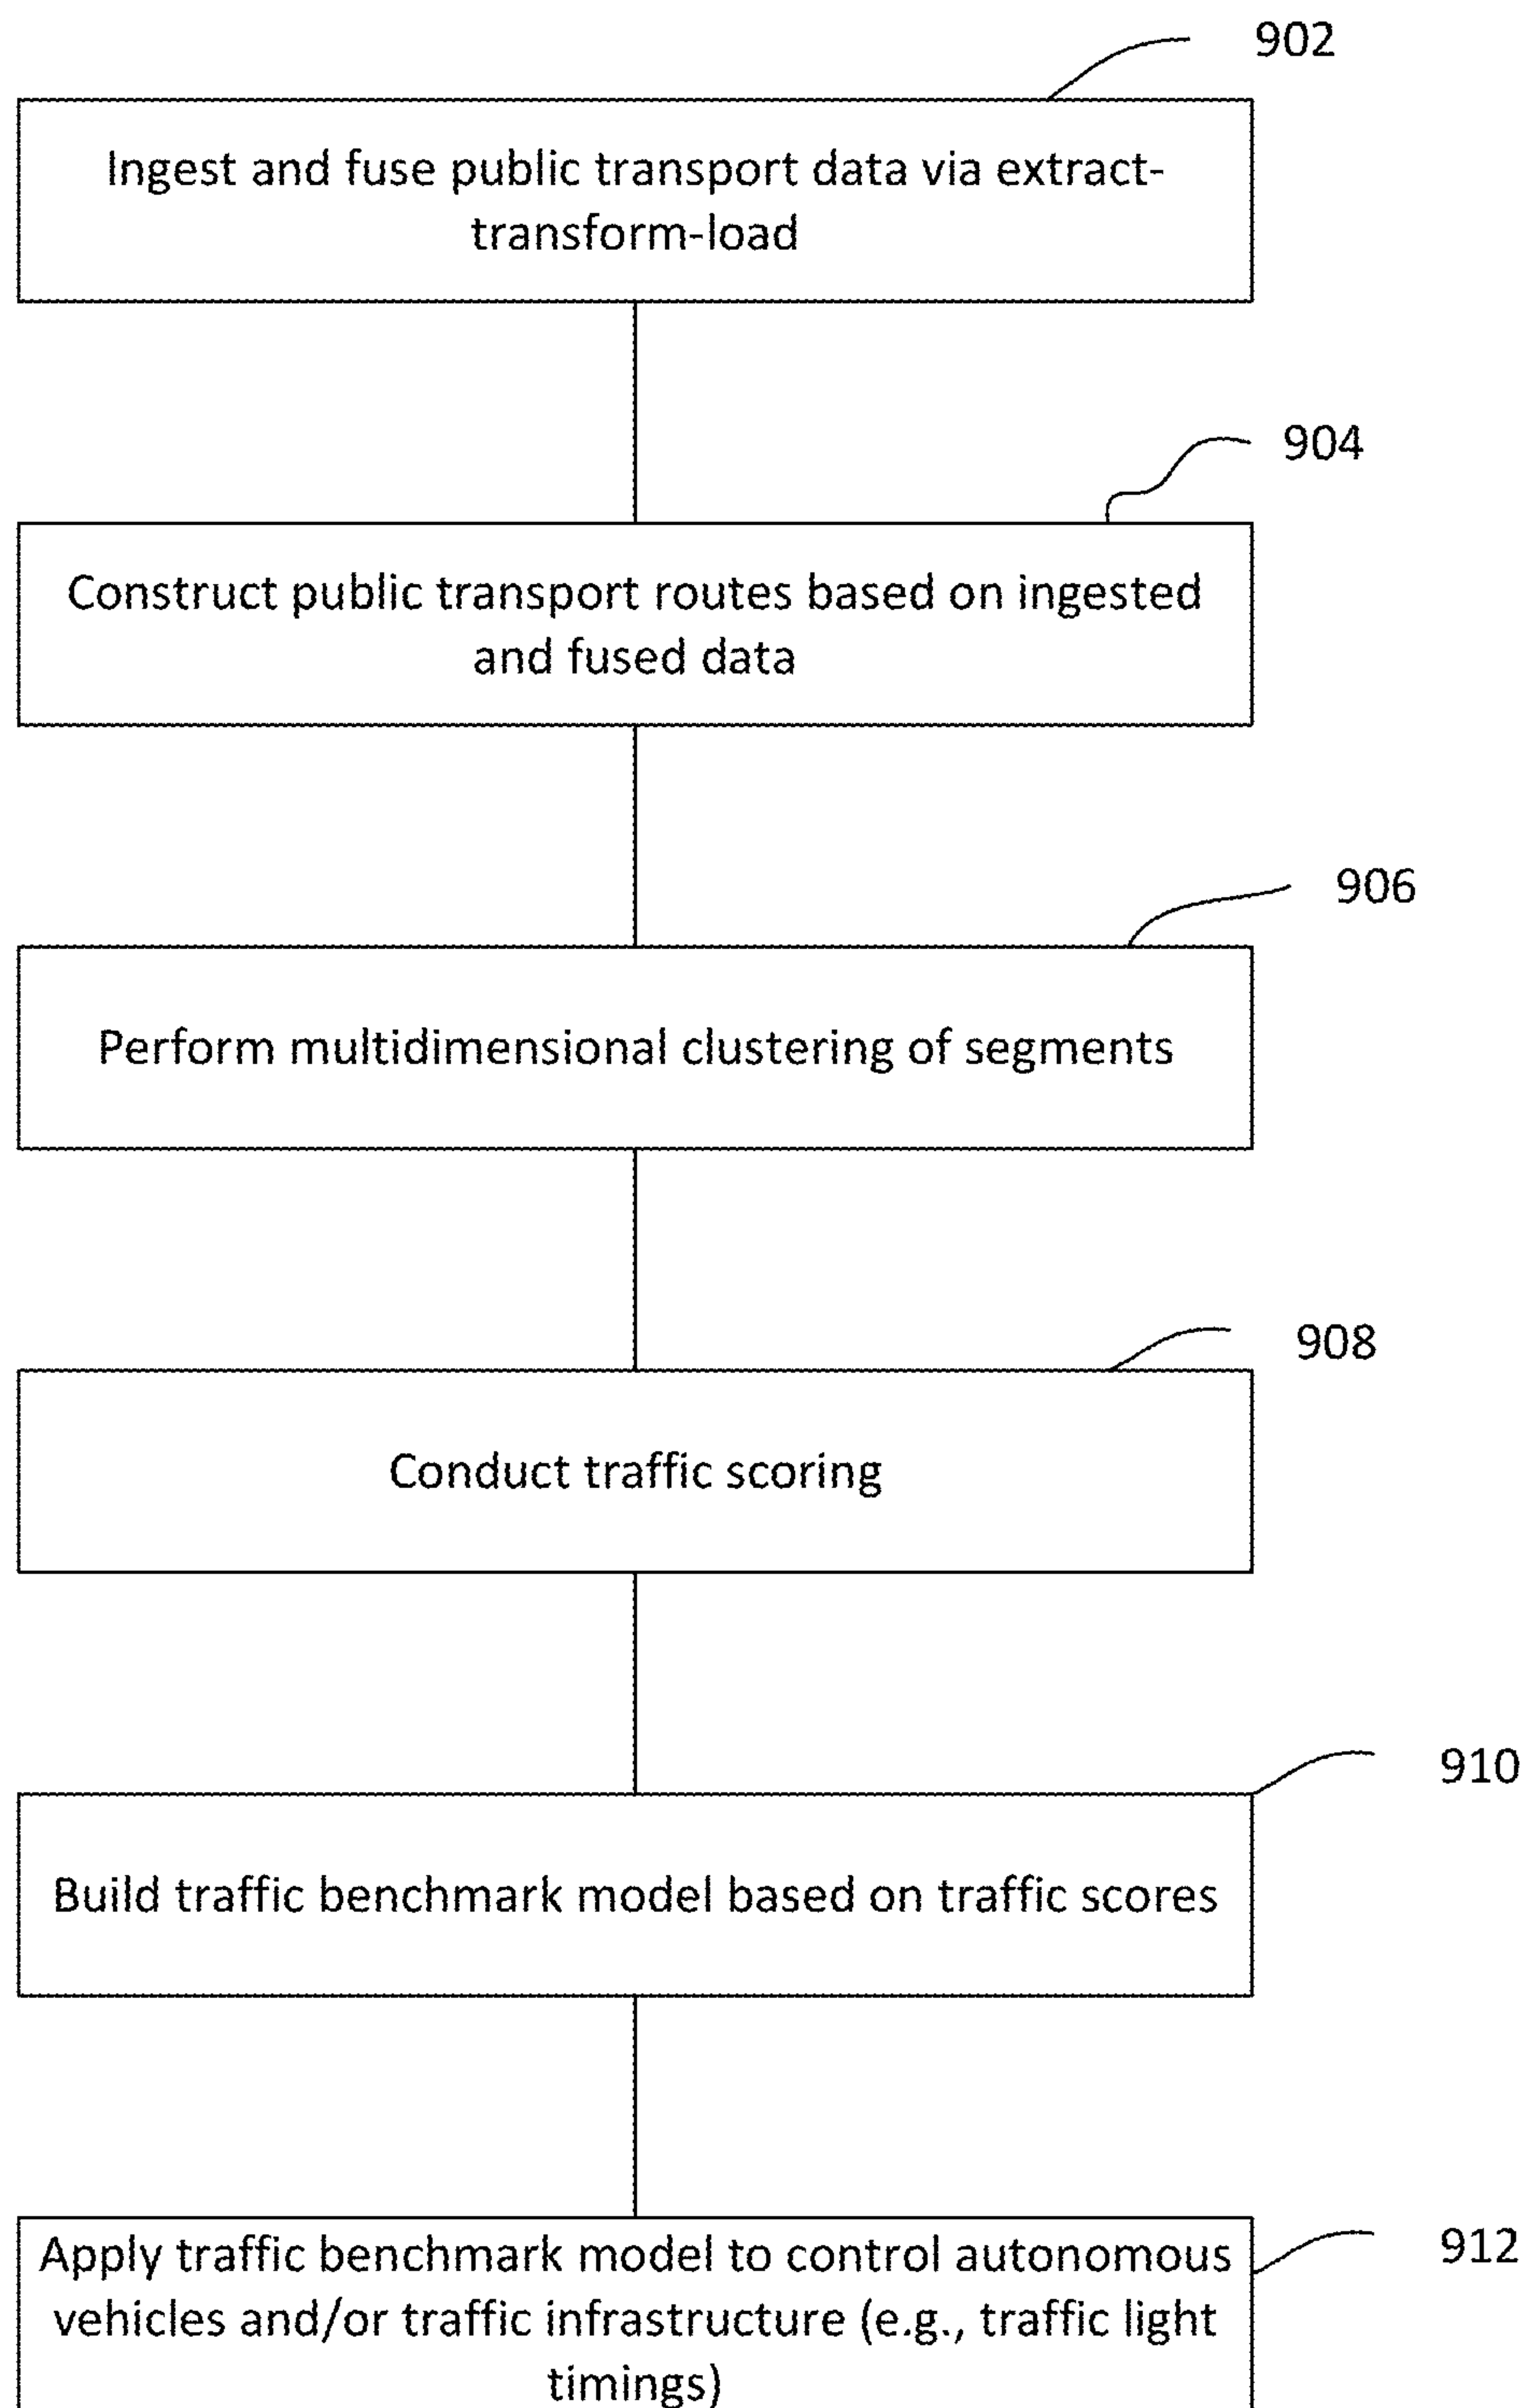 902
Ingest and fuse public transport data via extract-
transform-load
904
Construct public transport routes based on ingested
and fused data
906
Perform multidimensional clustering of segments
908
Conduct traffic scoring
910
Build traffic benchmark model based on traffic scores
912
Apply traffic benchmark model to control autonomous
vehicles and/or traffic infrastructure (e.g., traffic light
timings)